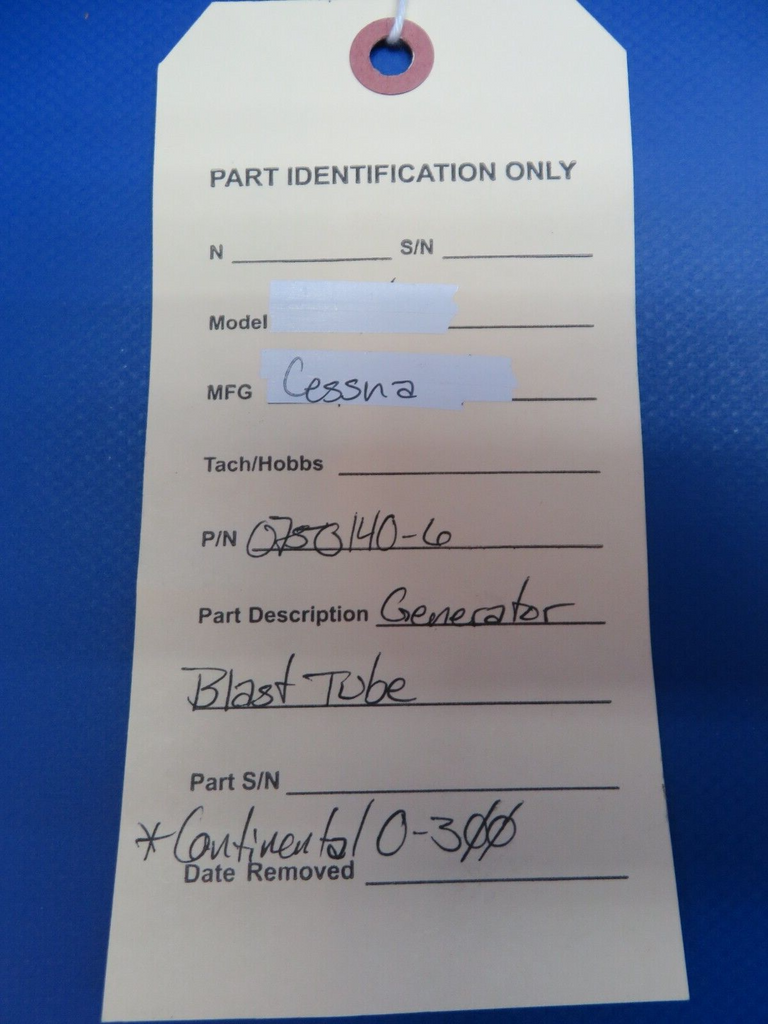 PART IDENTIFICATION ONLY
N S/N
Model
MFG Cessna
Tach/Hobbs
P/N 0750140-6
Part Description Generator
Blast Tube
Part S/N
*Continental O-300
Date Removed